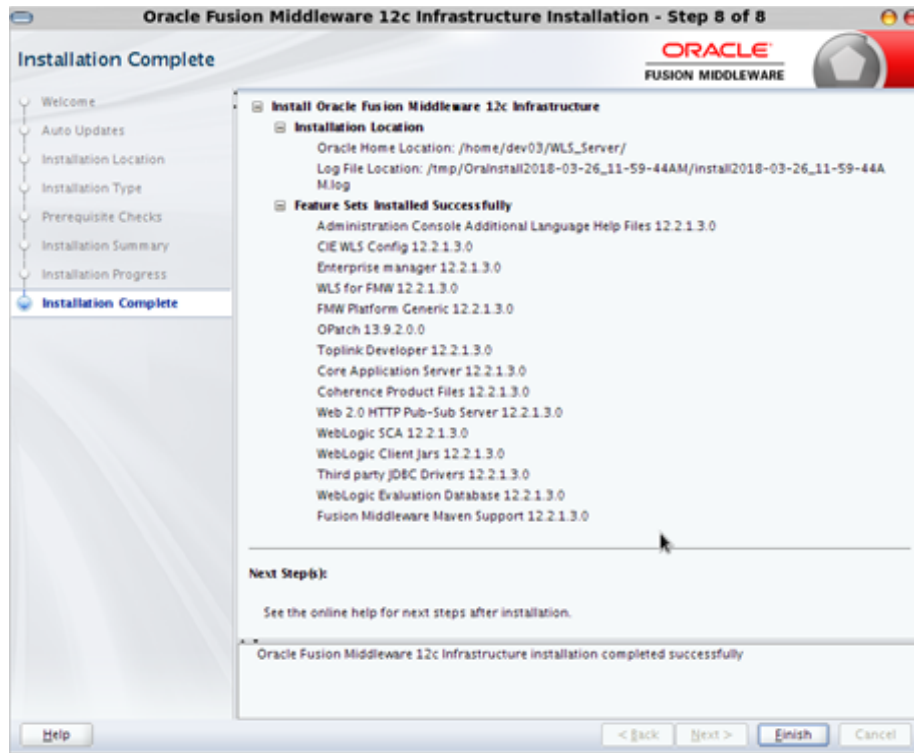 Oracle Fusion Middleware 12c Infrastructure Installation - Step 8 of 8
Installation Complete
ORACLE
FUSION MIDDLEWARE
Welcome
Auto Updates
Installation Location
Installation Type
Prerequisite Checks
Installation Summary
Installation Progress
Installation Complete
Install Oracle Fusion Middleware 12c Infrastructure
Installation Location
Oracle Home Location: /home/dev03/WLS_Server/
Log File Location: /tmp/OraInstall2018-03-26_11-59-44AM/install2018-03-26_11-59-44A
M.log
Feature Sets Installed Successfully
Administration Console Additional Language Help Files 12.2.1.3.0
CIE WLS Config 12.2.1.3.0
Enterprise manager 12.2.1.3.0
WLS for FMW 12.2.1.3.0
FMW Platform Generic 12.2.1.3.0
OPatch 13.9.2.0.0
Toplink Developer 12.2.1.3.0
Core Application Server 12.2.1.3.0
Coherence Product Files 12.2.1.3.0
Web 2.0 HTTP Pub-Sub Server 12.2.1.3.0
WebLogic SCA 12.2.1.3.0
WebLogic Client Jars 12.2.1.3.0
Third party JDBC Drivers 12.2.1.3.0
WebLogic Evaluation Database 12.2.1.3.0
Fusion Middleware Maven Support 12.2.1.3.0
Next Step(s):
See the online help for next steps after installation.
Oracle Fusion Middleware 12c Infrastructure installation completed successfully
Help
< Back
Next >
Finish
Cancel